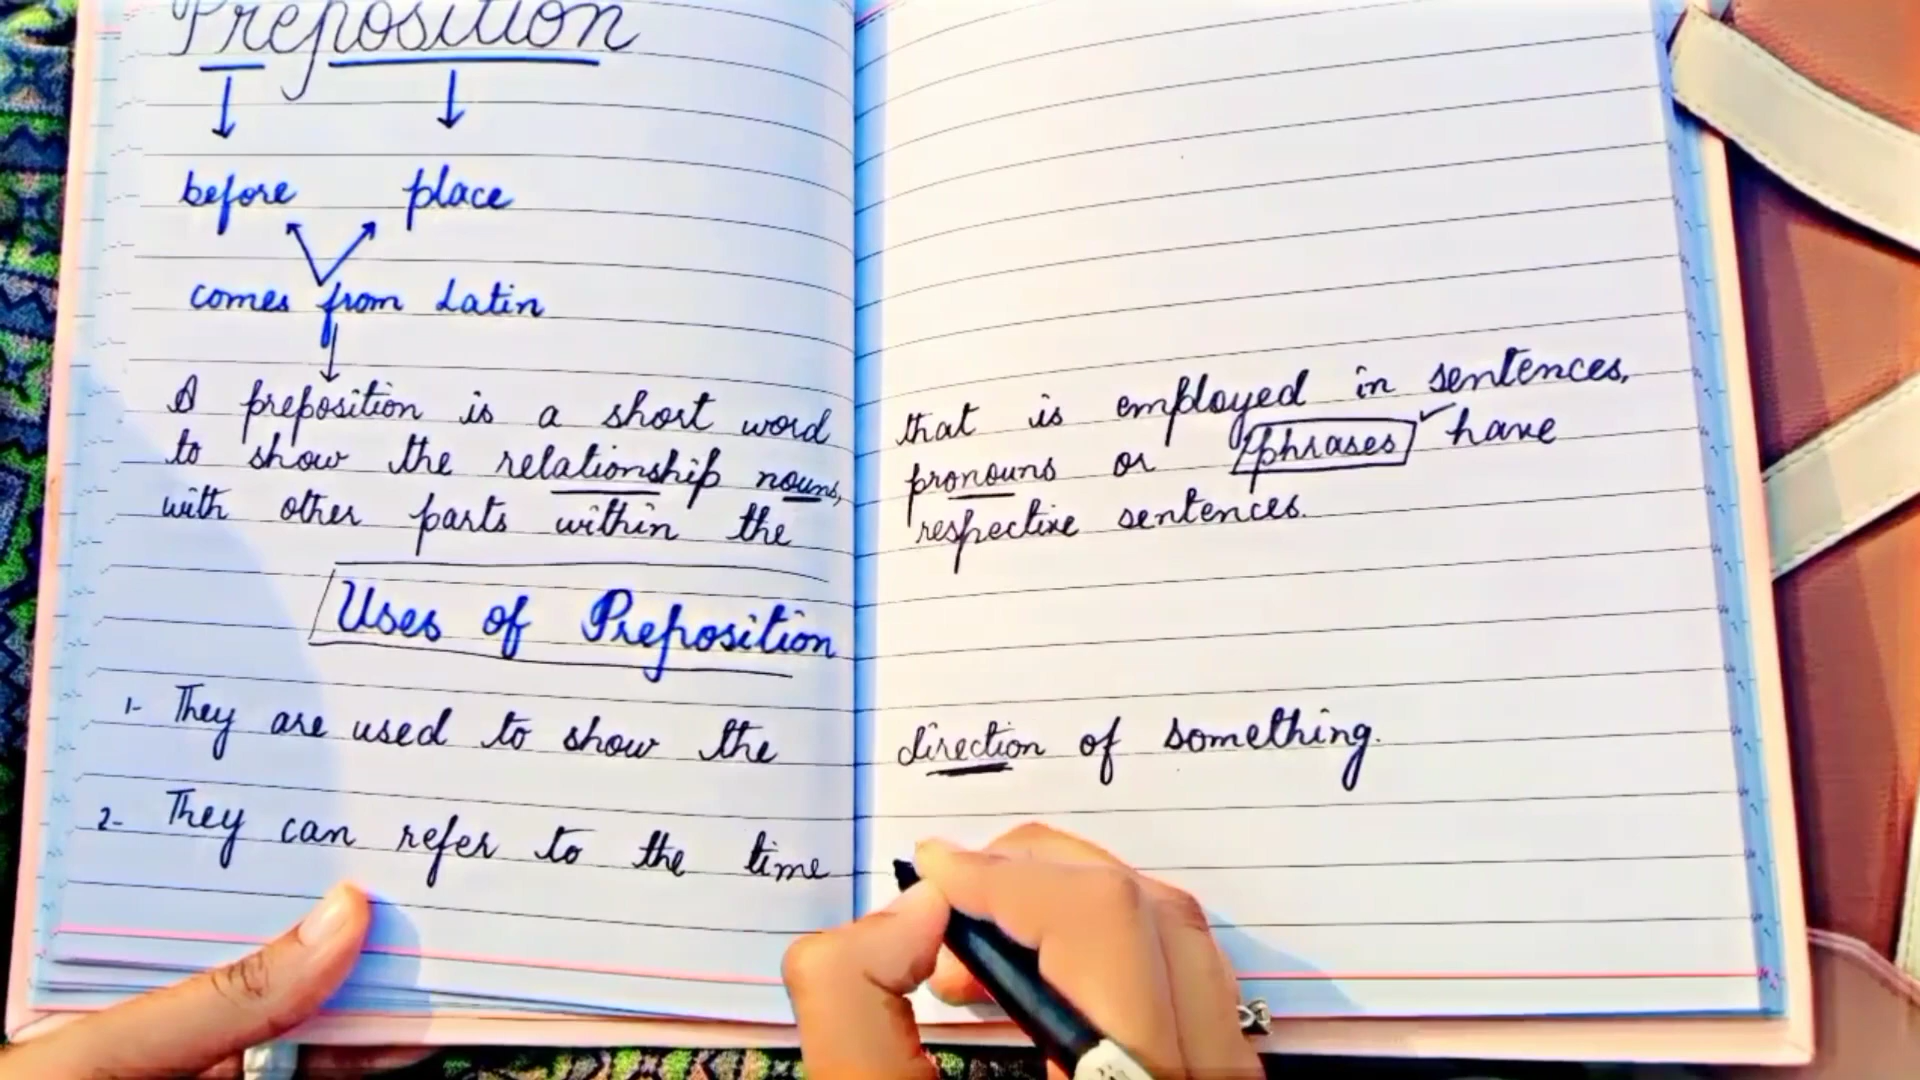 Preposition
before place
comes from Latin
A preposition is a short word that is employed in sentences,
to show the relationship nouns, pronouns or phrases have
with other parts within the respective sentences.
Uses of Preposition
1- They are used to show the direction of something.
2- They can refer to the time